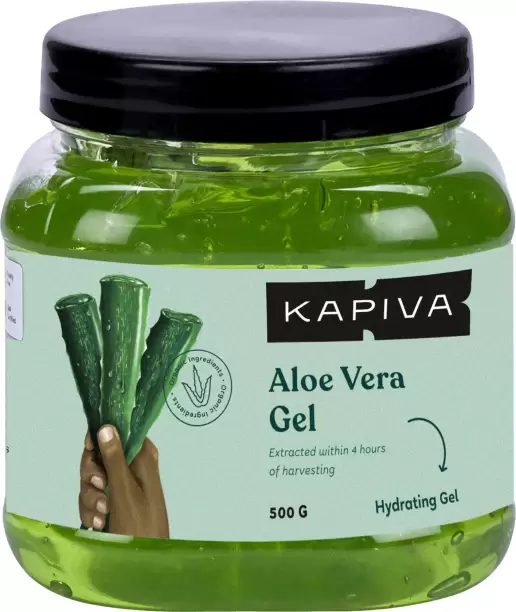 KAPIVA
Organic Ingredients • Organic Ingredients •
Aloe Vera
Gel
Extracted within 4 hours
of harvesting
500 G
Hydrating Gel